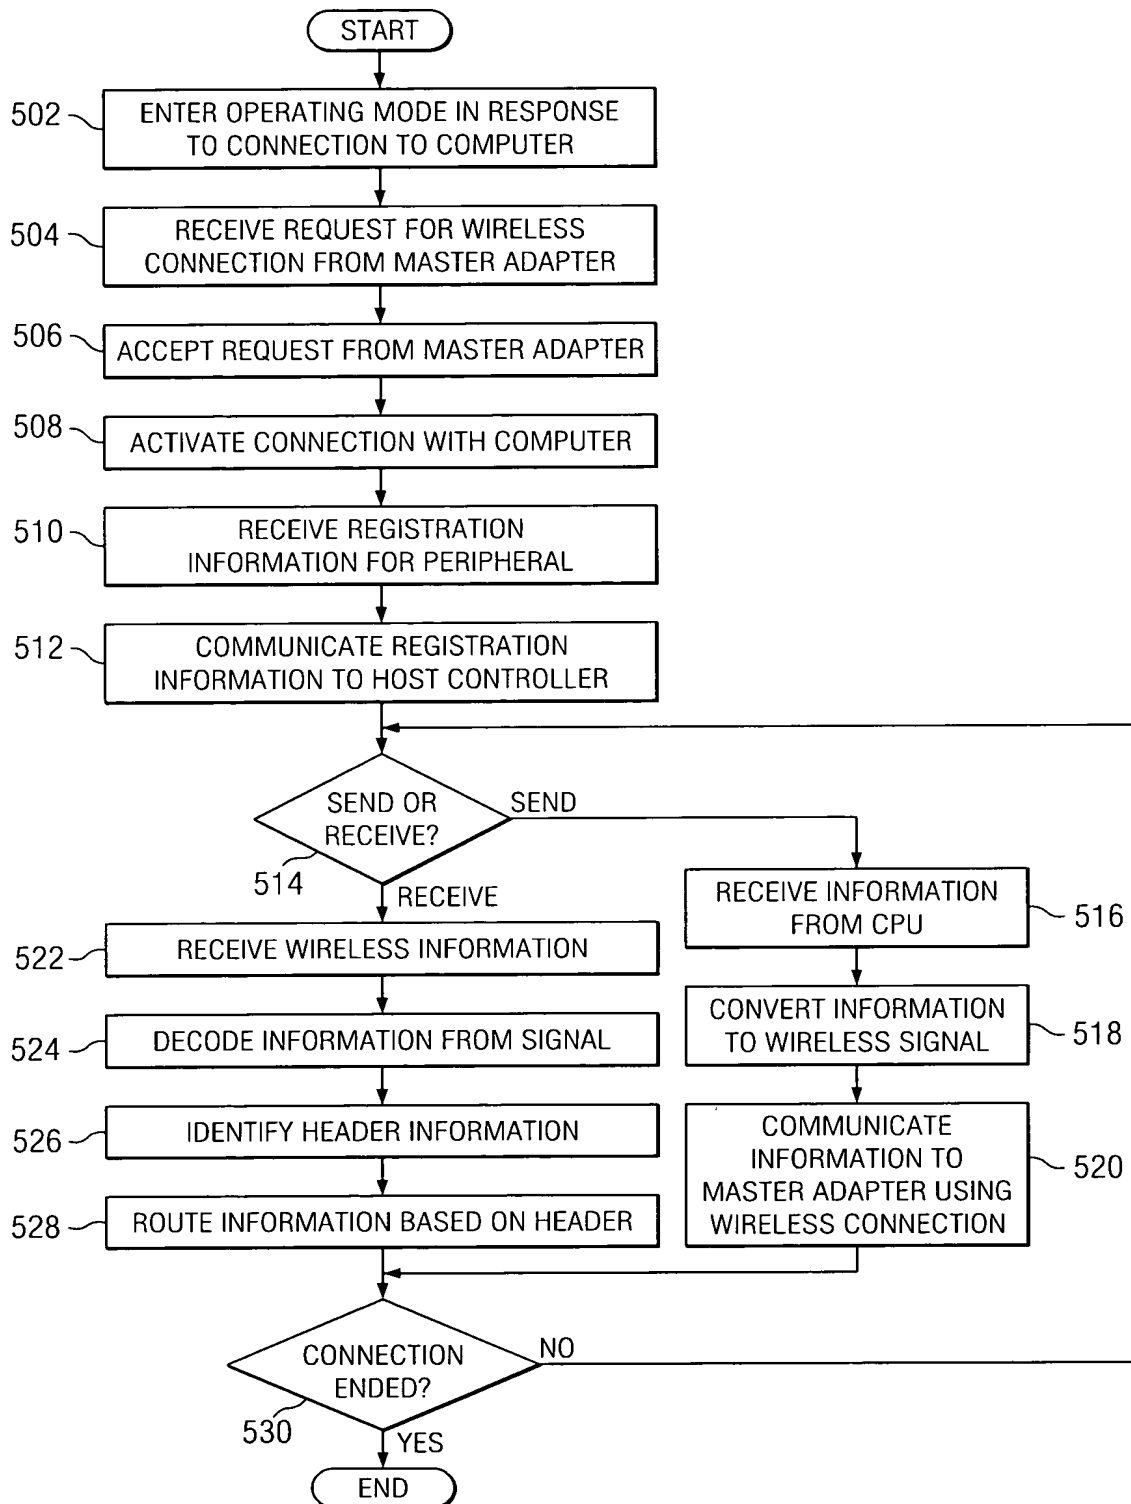 START
502
ENTER OPERATING MODE IN RESPONSE
TO CONNECTION TO COMPUTER
504
RECEIVE REQUEST FOR WIRELESS
CONNECTION FROM MASTER ADAPTER
506
ACCEPT REQUEST FROM MASTER ADAPTER
508
ACTIVATE CONNECTION WITH COMPUTER
510
RECEIVE REGISTRATION
INFORMATION FOR PERIPHERAL
512
COMMUNICATE REGISTRATION
INFORMATION TO HOST CONTROLLER
SEND OR
RECEIVE?
514
SEND
RECEIVE
RECEIVE INFORMATION
FROM CPU
516
CONVERT INFORMATION
TO WIRELESS SIGNAL
518
COMMUNICATE
INFORMATION TO
MASTER ADAPTER USING
WIRELESS CONNECTION
520
522
RECEIVE WIRELESS INFORMATION
524
DECODE INFORMATION FROM SIGNAL
526
IDENTIFY HEADER INFORMATION
528
ROUTE INFORMATION BASED ON HEADER
CONNECTION
ENDED?
530
NO
YES
END